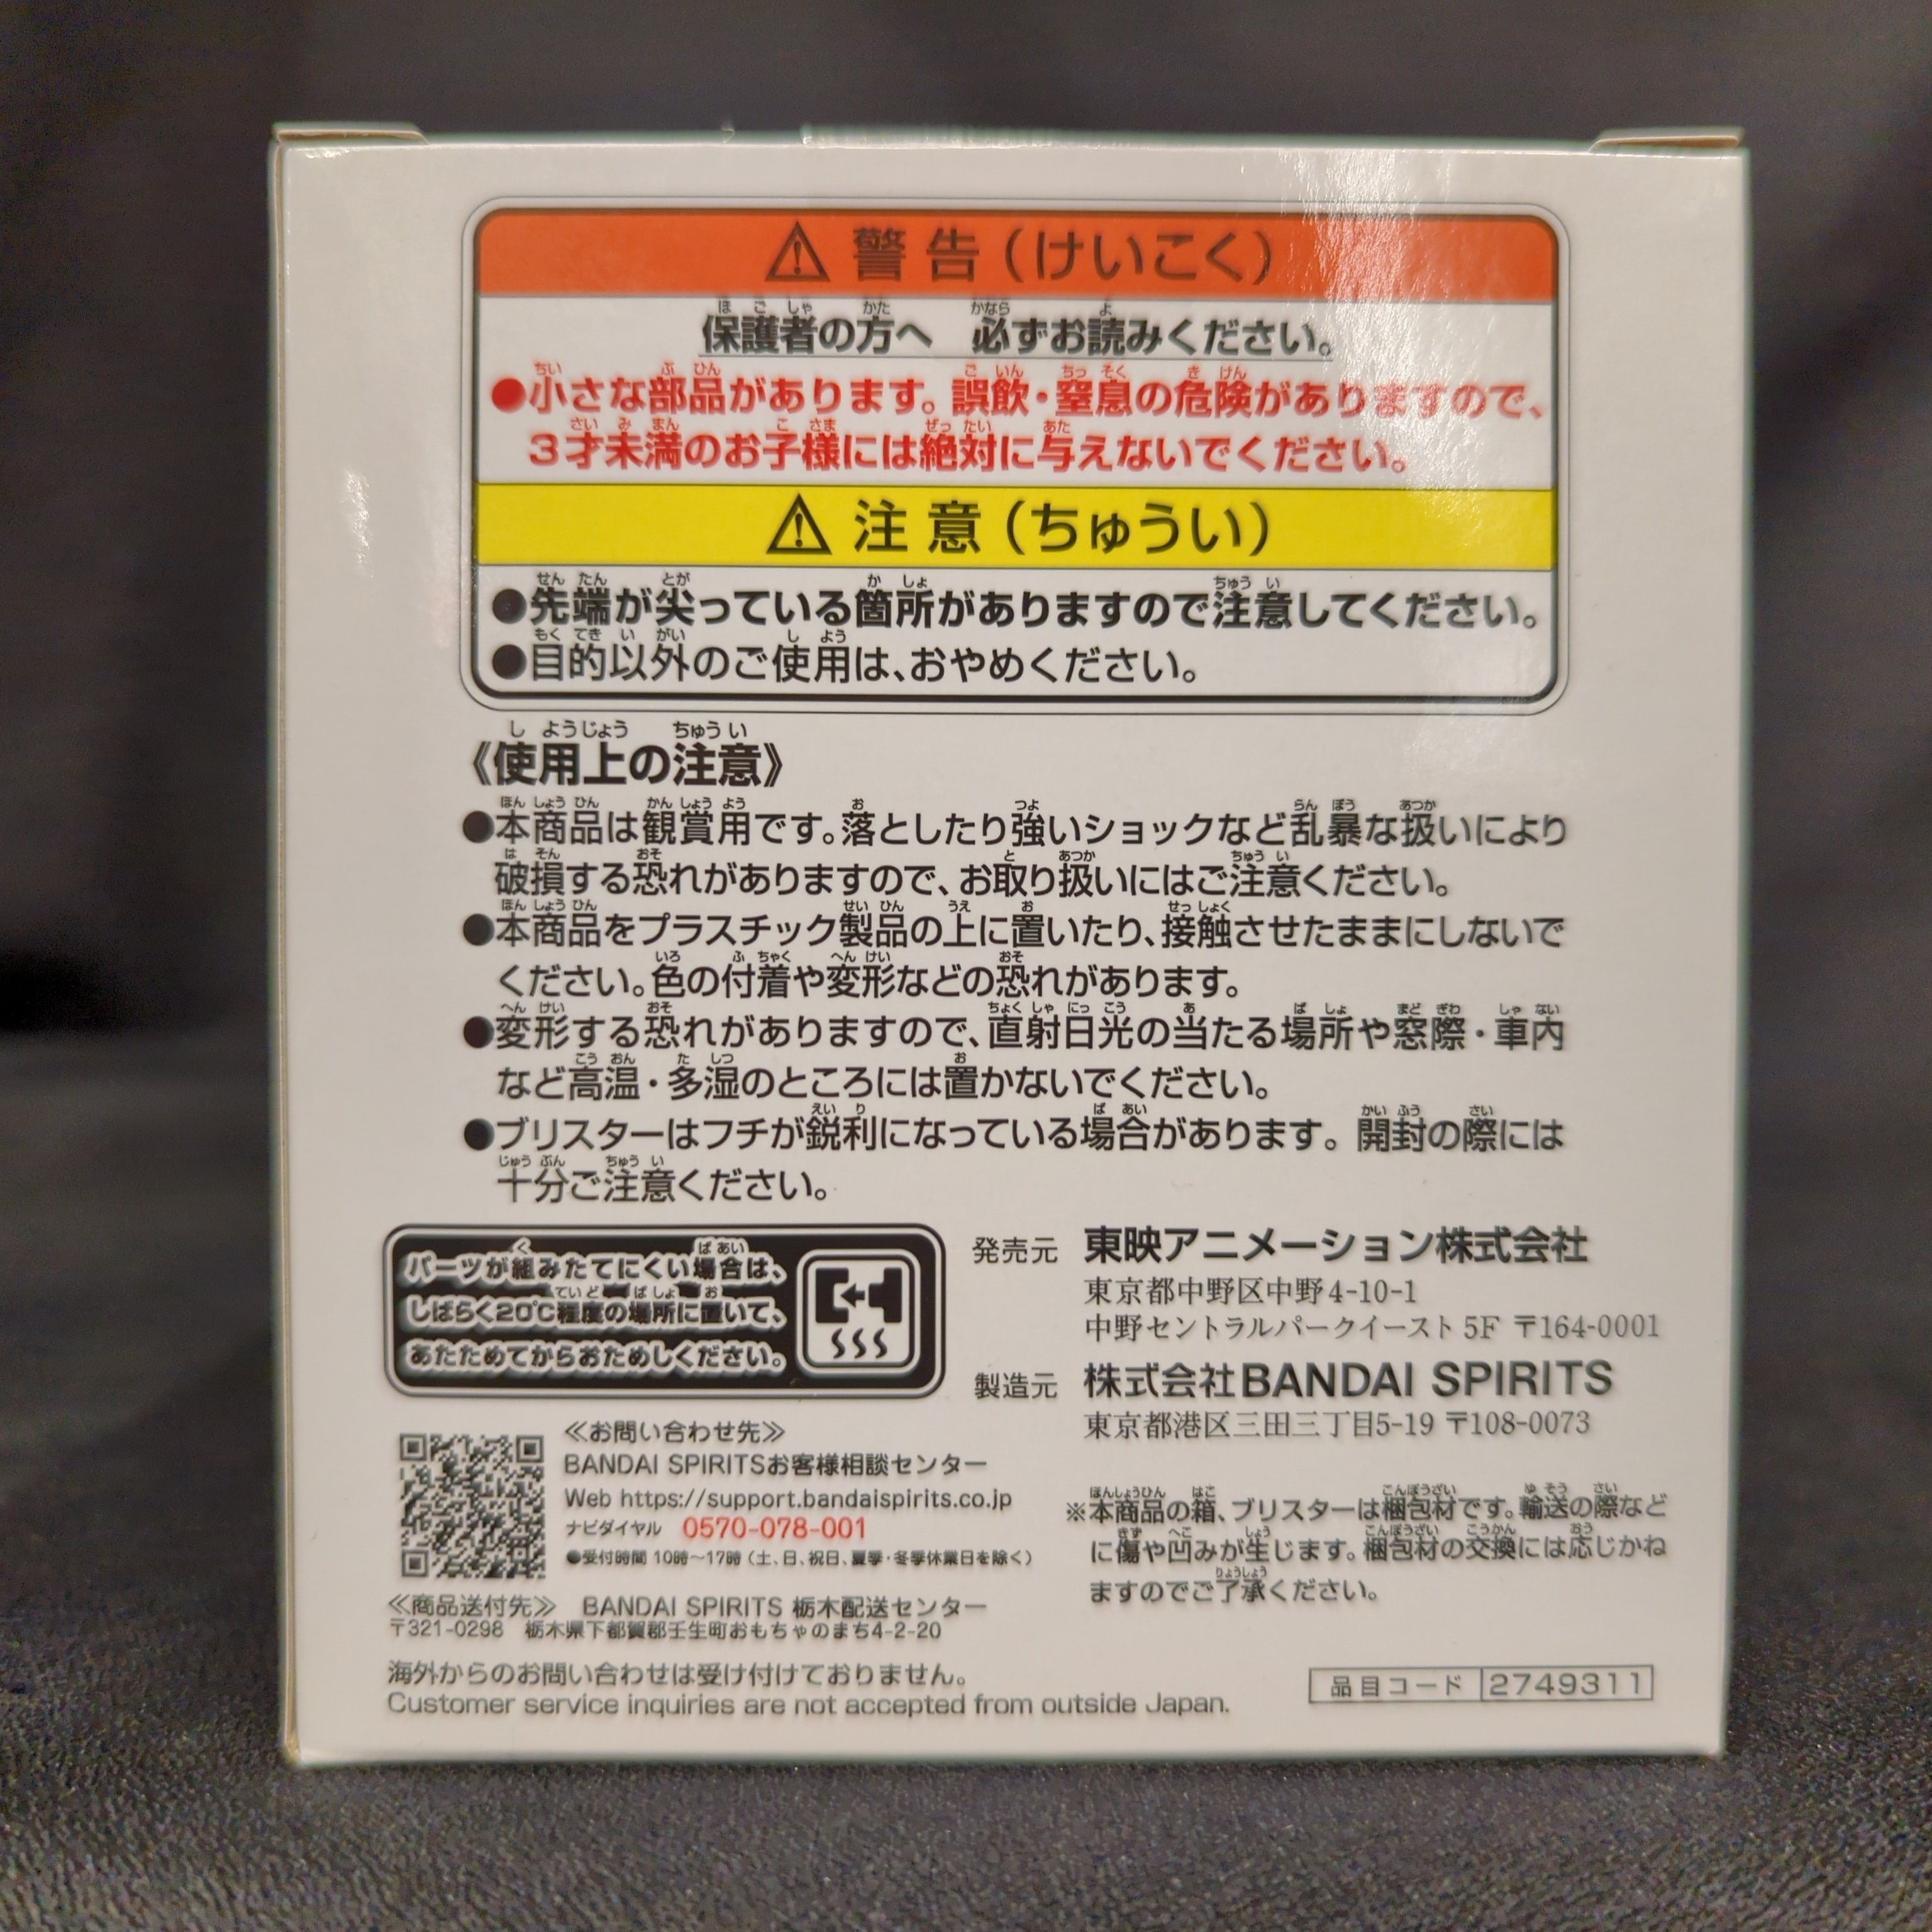 ⚠ 警告（けいこく）
保護者の方へ　必ずお読みください。
●小さな部品があります。誤飲・窒息の危険がありますので、
３才未満のお子様には絶対に与えないでください。
⚠ 注意（ちゅうい）
●先端が尖っている箇所がありますので注意してください。
●目的以外のご使用は、おやめください。
《使用上の注意》
●本商品は観賞用です。落としたり強いショックなど乱暴な扱いにより
破損する恐れがありますので、お取り扱いにはご注意ください。
●本商品をプラスチック製品の上に置いたり、接触させたままにしないで
ください。色の付着や変形などの恐れがあります。
●変形する恐れがありますので、直射日光の当たる場所や窓際・車内
など高温・多湿のところには置かないでください。
●ブリスターはフチが鋭利になっている場合があります。開封の際には
十分ご注意ください。
パーツが組みたてにくい場合は、
しばらく20℃程度の場所に置いて、
あたためてからおためしください。
発売元 東映アニメーション株式会社
東京都中野区中野4-10-1
中野セントラルパークイースト 5F 〒164-0001
製造元 株式会社BANDAI SPIRITS
東京都港区三田三丁目5-19 〒108-0073
≪お問い合わせ先≫
BANDAI SPIRITSお客様相談センター
Web https://support.bandaispirits.co.jp
ナビダイヤル 0570-078-001
●受付時間 10時～17時（土、日、祝日、夏季・冬季休業日を除く）
≪商品送付先≫ BANDAI SPIRITS 栃木配送センター
〒321-0298 栃木県下都賀郡壬生町おもちゃのまち4-2-20
※本商品の箱、ブリスターは梱包材です。輸送の際など
に傷や凹みが生じます。梱包材の交換には応じかね
ますのでご了承ください。
海外からのお問い合わせは受け付けておりません。
Customer service inquiries are not accepted from outside Japan.
品目コード 2749311